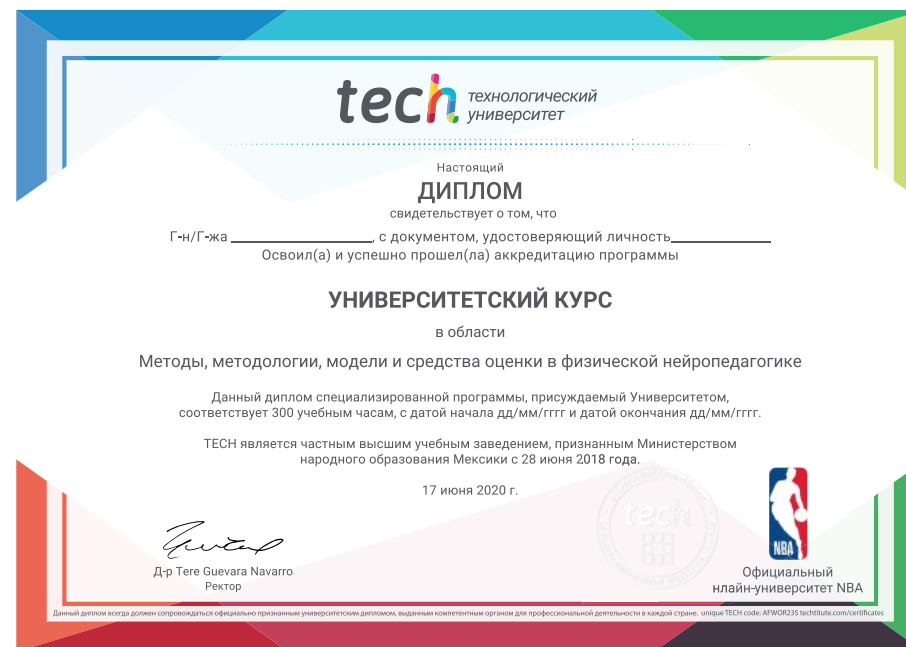 tech технологический
университет
Настоящий
ДИПЛОМ
свидетельствует о том, что
Г-н/Г-жа ____________________, с документом, удостоверяющий личность______________
Освоил(а) и успешно прошел(ла) аккредитацию программы
УНИВЕРСИТЕТСКИЙ КУРС
в области
Методы, методологии, модели и средства оценки в физической нейропедагогике
Данный диплом специализированной программы, присуждаемый Университетом,
соответствует 300 учебным часам, с датой начала дд/мм/гггг и датой окончания дд/мм/гггг.
TECH является частным высшим учебным заведением, признанным Министерством
народного образования Мексики с 28 июня 2018 года.
17 июня 2020 г.
tech
NBA
Д-р Tere Guevara Navarro
Ректор
Официальный
нлайн-университет NBA
Данный диплом всегда должен сопровождаться официально признанным университетским дипломом, выданным компетентным органом для профессиональной деятельности в каждой стране. unique TECH code: AFWOR23S techtitute.com/certificates